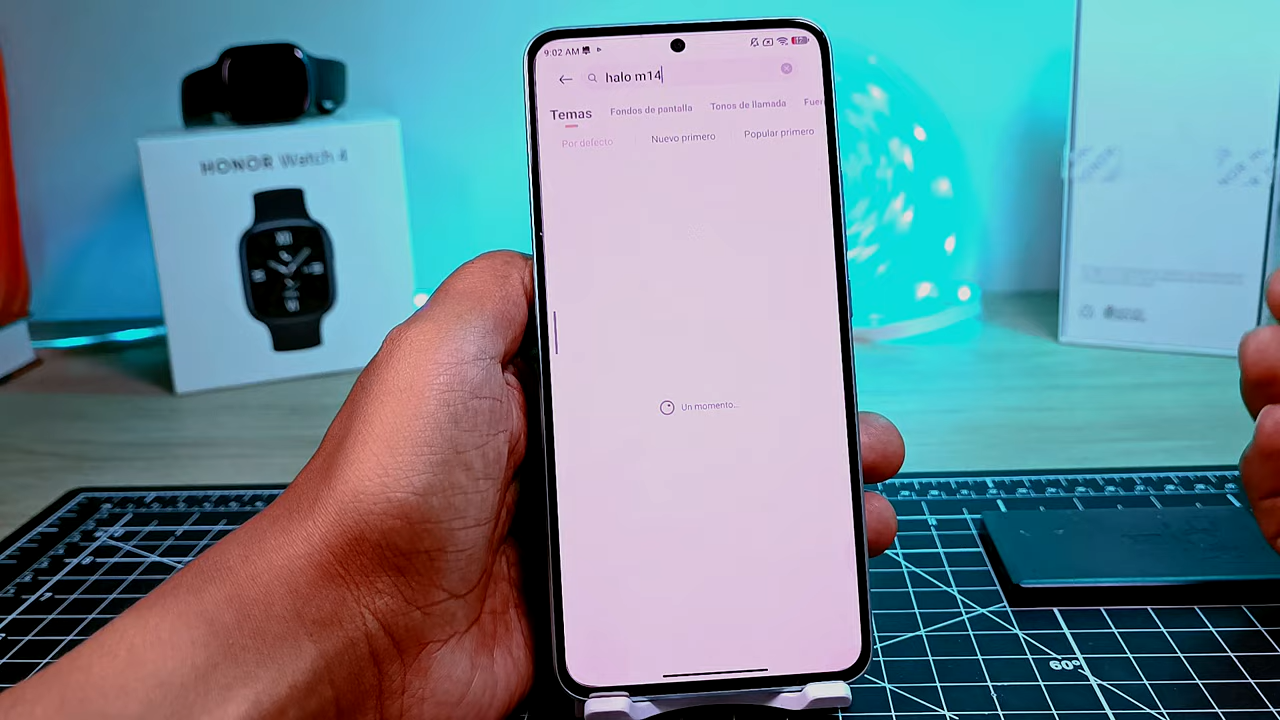 9:02 AM
halo m14
Temas Fondos de pantalla Tonos de llamada Fuen
Por defecto Nuevo primero Popular primero
Un momento...
HONOR Watch 4
60°